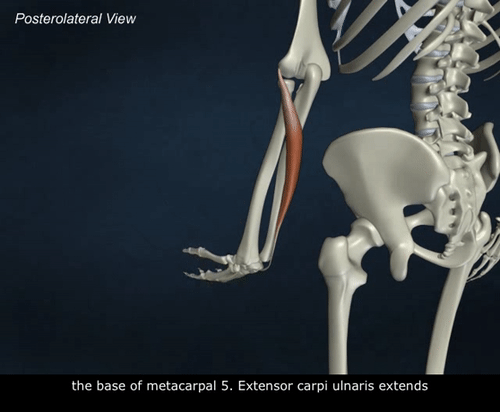 Posterolateral View
the base of metacarpal 5. Extensor carpi ulnaris extends